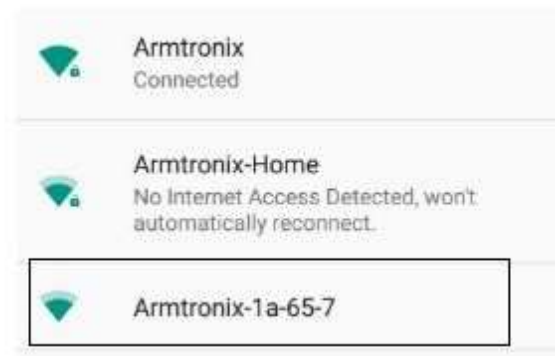 Armtronix
Connected
Armtronix-Home
No Internet Access Detected, won't
automatically reconnect.
Armtronix-1a-65-7